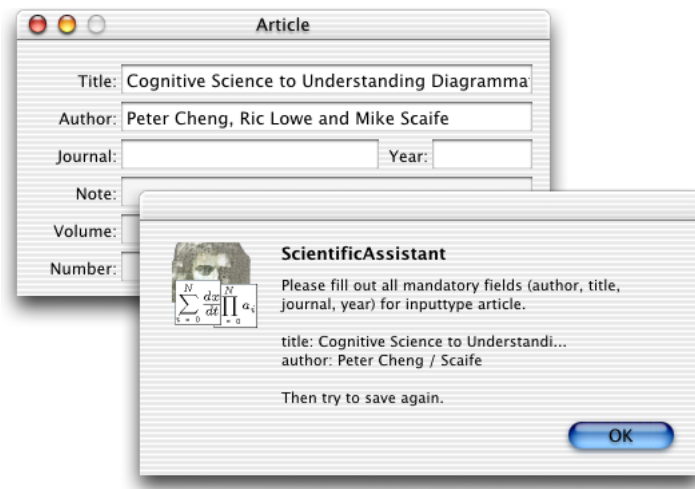 Article
Title: Cognitive Science to Understanding Diagramma
Author: Peter Cheng, Ric Lowe and Mike Scaife
Journal: Year:
Note:
Volume:
Number:
ScientificAssistant
Please fill out all mandatory fields (author, title,
journal, year) for inputtype article.
title: Cognitive Science to Understandi...
author: Peter Cheng / Scaife
Then try to save again.
OK